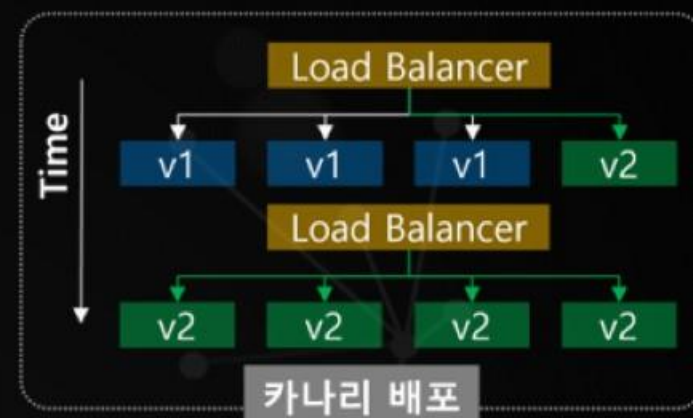 Load Balancer
Time
v1 v1 v1 v2
Load Balancer
v2 v2 v2 v2
카나리 배포